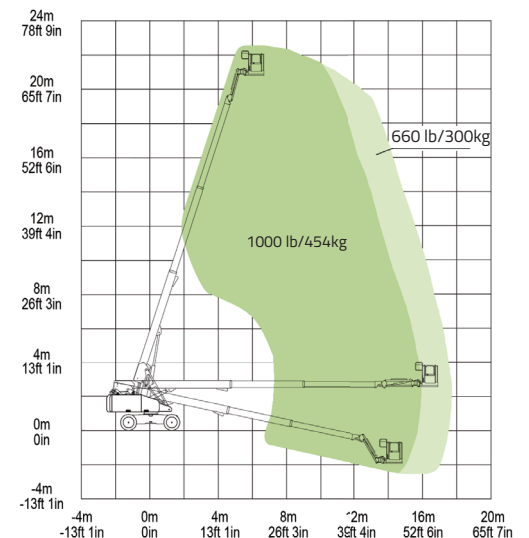 24m
78ft 9in
20m
65ft 7in
16m
52ft 6in
12m
39ft 4in
8m
26ft 3in
4m
13ft 1in
0m
0in
-4m
-13ft 1in
660 lb/300kg
1000 lb/454kg
-4m 0m 4m 8m 12m 16m 20m
-13ft 1in 0in 13ft 1in 26ft 3in 39ft 4in 52ft 6in 65ft 7in